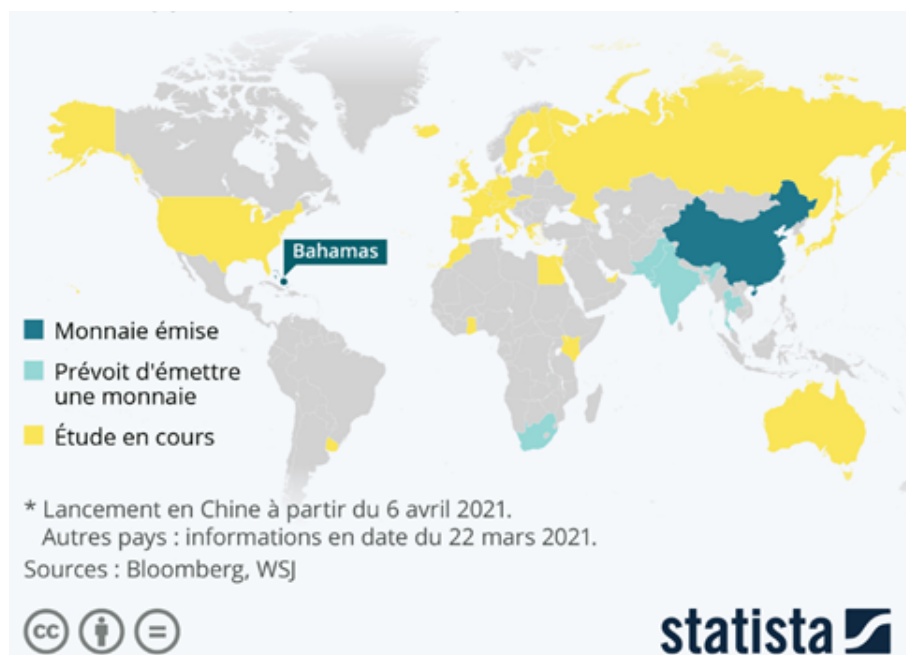 Bahamas
Monnaie émise
Prévoit d'émettre
une monnaie
Étude en cours
* Lancement en Chine à partir du 6 avril 2021.
Autres pays : informations en date du 22 mars 2021.
Sources : Bloomberg, WSJ
cc
statista